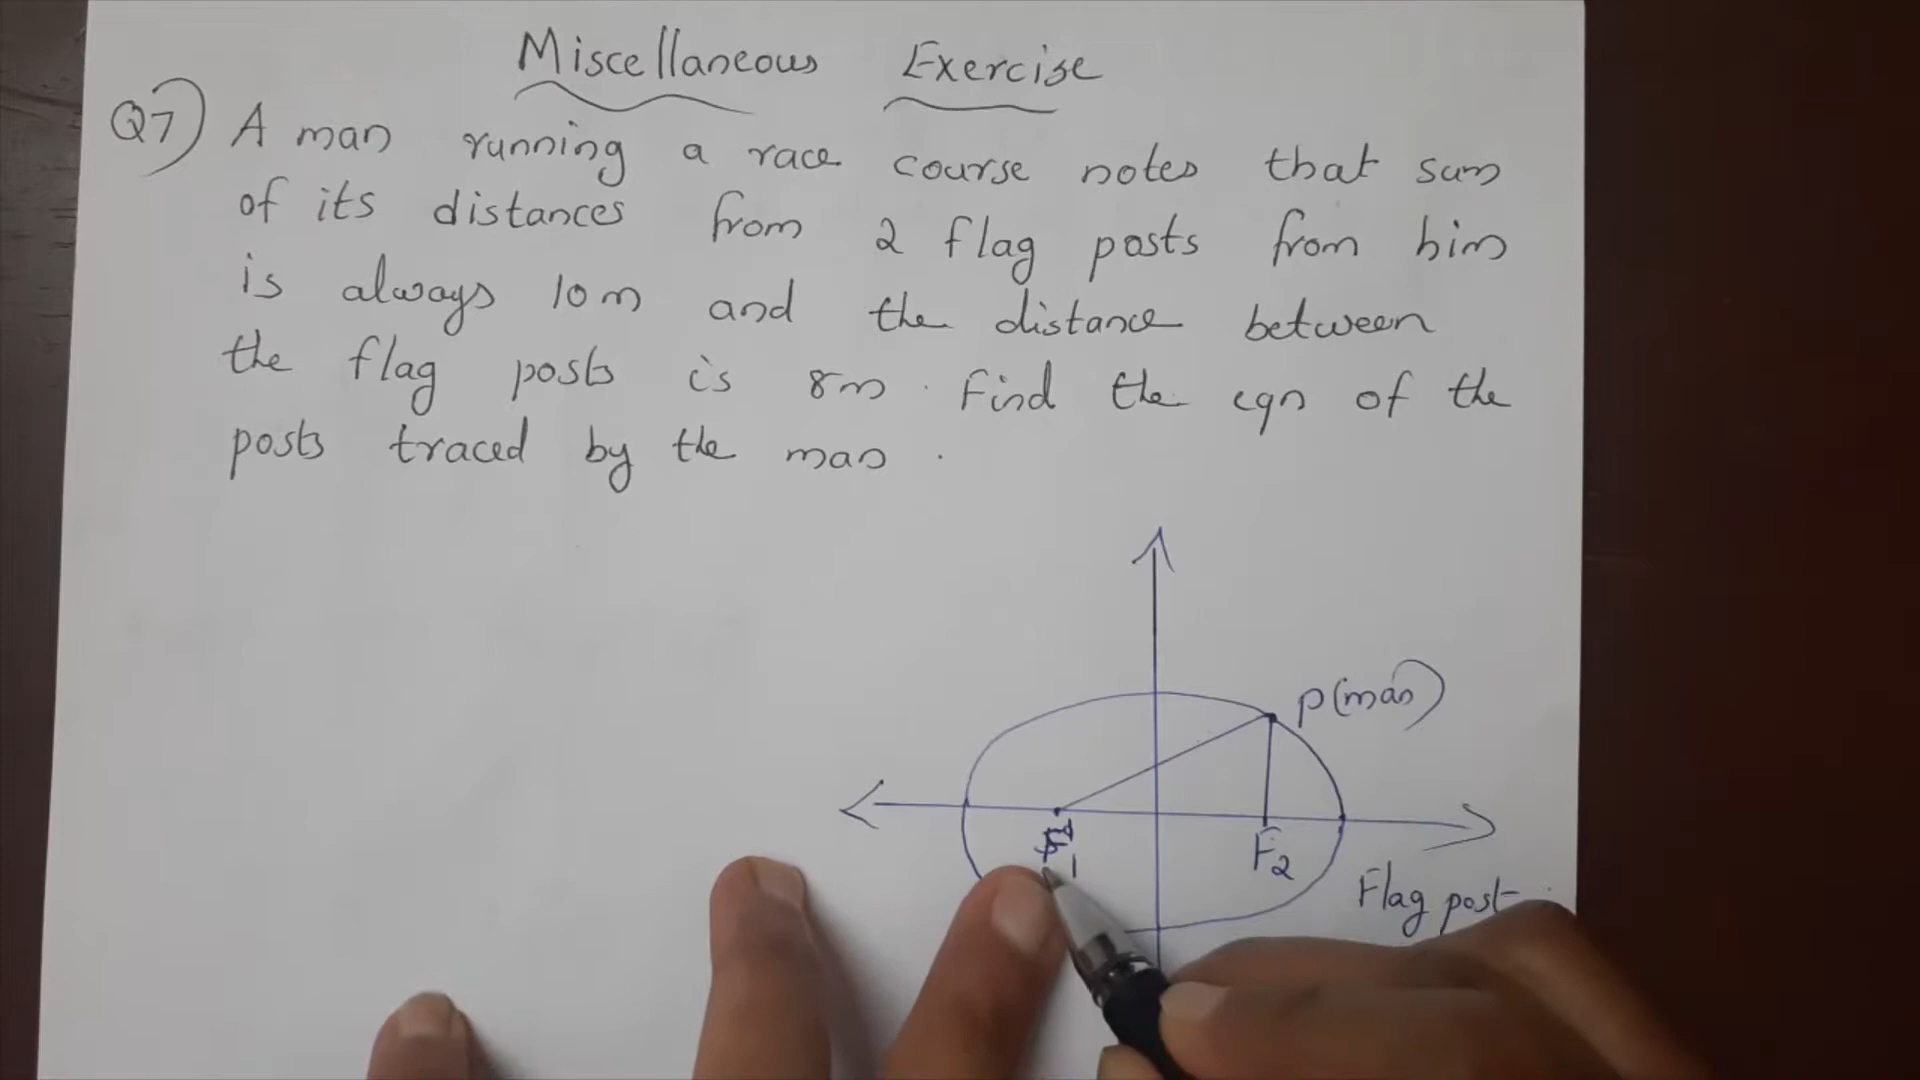 Miscellaneous Exercise
Q7) A man running a race course notes that sum
of its distances from 2 flag posts from him
is always 10m and the distance between
the flag posts is 8m. Find the eqn of the
posts traced by the man.
P(man)
F1
F2
Flag post